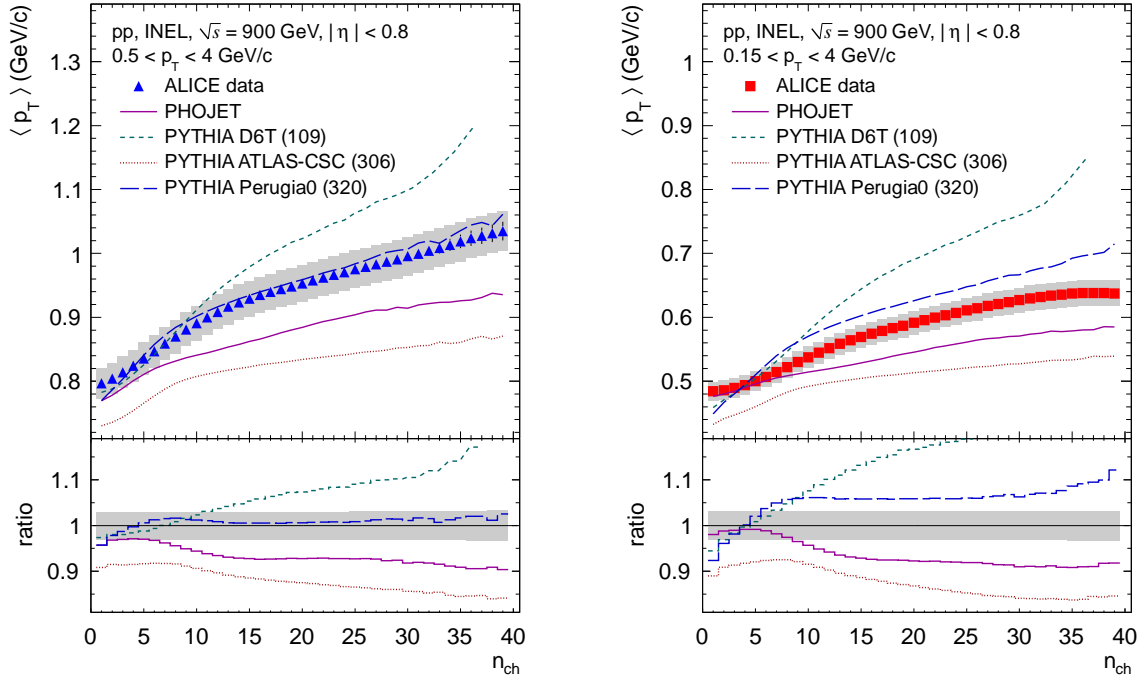 ⟨ p_T ⟩ (GeV/c)
pp, INEL, √s = 900 GeV, | η | < 0.8
0.5 < p_T < 4 GeV/c
ALICE data
PHOJET
PYTHIA D6T (109)
PYTHIA ATLAS-CSC (306)
PYTHIA Perugia0 (320)
1.3
1.2
1.1
1
0.9
0.8
ratio
1.1
1
0.9
0 5 10 15 20 25 30 35 40
n_ch
⟨ p_T ⟩ (GeV/c)
pp, INEL, √s = 900 GeV, | η | < 0.8
0.15 < p_T < 4 GeV/c
ALICE data
PHOJET
PYTHIA D6T (109)
PYTHIA ATLAS-CSC (306)
PYTHIA Perugia0 (320)
1
0.9
0.8
0.7
0.6
0.5
ratio
1.1
1
0.9
0 5 10 15 20 25 30 35 40
n_ch